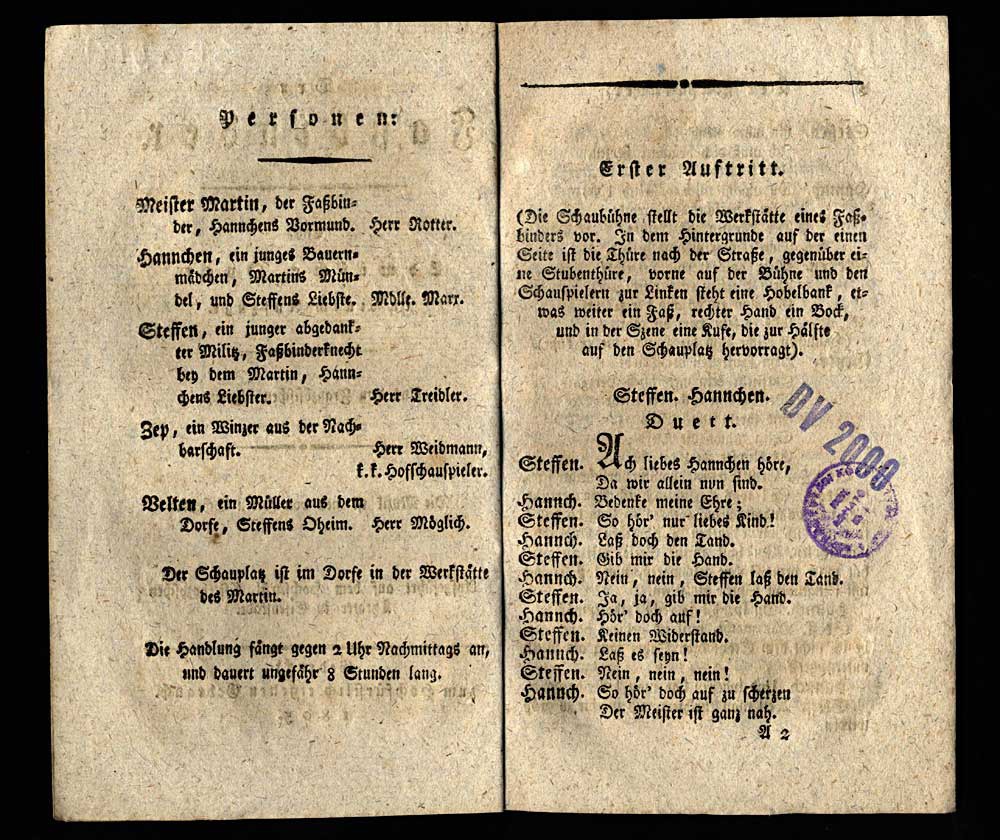 Personen:
Meister Martin, der Faßbin-
der, Hannchens Vormund. Herr Rotter.
Hannchen, ein junges Bauern-
mädchen, Martins Mün-
del, und Steffens Liebste. Mdlle. Marx.
Steffen, ein junger abgedank-
ter Militz, Faßbinderknecht
bey dem Martin, Hann-
chens Liebster. Herr Treidler.
Zep, ein Winzer aus der Nach-
barschaft. Herr Weidmann,
k. k. Hofschauspieler.
Velten, ein Müller aus dem
Dorfe, Steffens Oheim. Herr Möglich.
Der Schauplatz ist im Dorfe in der Werkstätte
des Martin.
Die Handlung fängt gegen 2 Uhr Nachmittags an,
und dauert ungefähr 8 Stunden lang.
Erster Auftritt.
(Die Schaubühne stellt die Werkstätte eines Faß-
binders vor. In dem Hintergrunde auf der einen
Seite ist die Thüre nach der Straße, gegenüber ei-
ne Stubenthüre, vorne auf der Bühne und den
Schauspielern zur Linken steht eine Hobelbank, et-
was weiter ein Faß, rechter Hand ein Bock,
und in der Szene eine Kufe, die zur Hälfte
auf den Schauplatz hervorragt).
Steffen. Hannchen.
Duett.
Steffen. Ach liebes Hannchen höre,
Da wir allein nun sind.
Hannch. Bedenke meine Ehre;
Steffen. So hör' nur liebes Kind!
Hannch. Laß doch den Tand.
Steffen. Gib mir die Hand.
Hannch. Nein, nein, Steffen laß den Tand.
Steffen. Ja, ja, gib mir die Hand.
Hannch. Hör' doch auf!
Steffen. Keinen Widerstand.
Hannch. Laß es seyn!
Steffen. Nein, nein, nein!
Hannch. So hör' doch auf zu scherzen
Der Meister ist ganz nah.
A 2
DV 2000